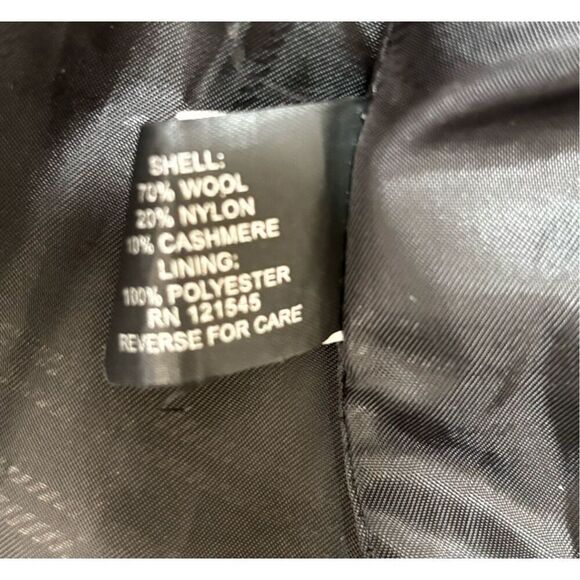 SHELL:
70% WOOL
20% NYLON
10% CASHMERE
LINING:
100% POLYESTER
RN 121545
REVERSE FOR CARE